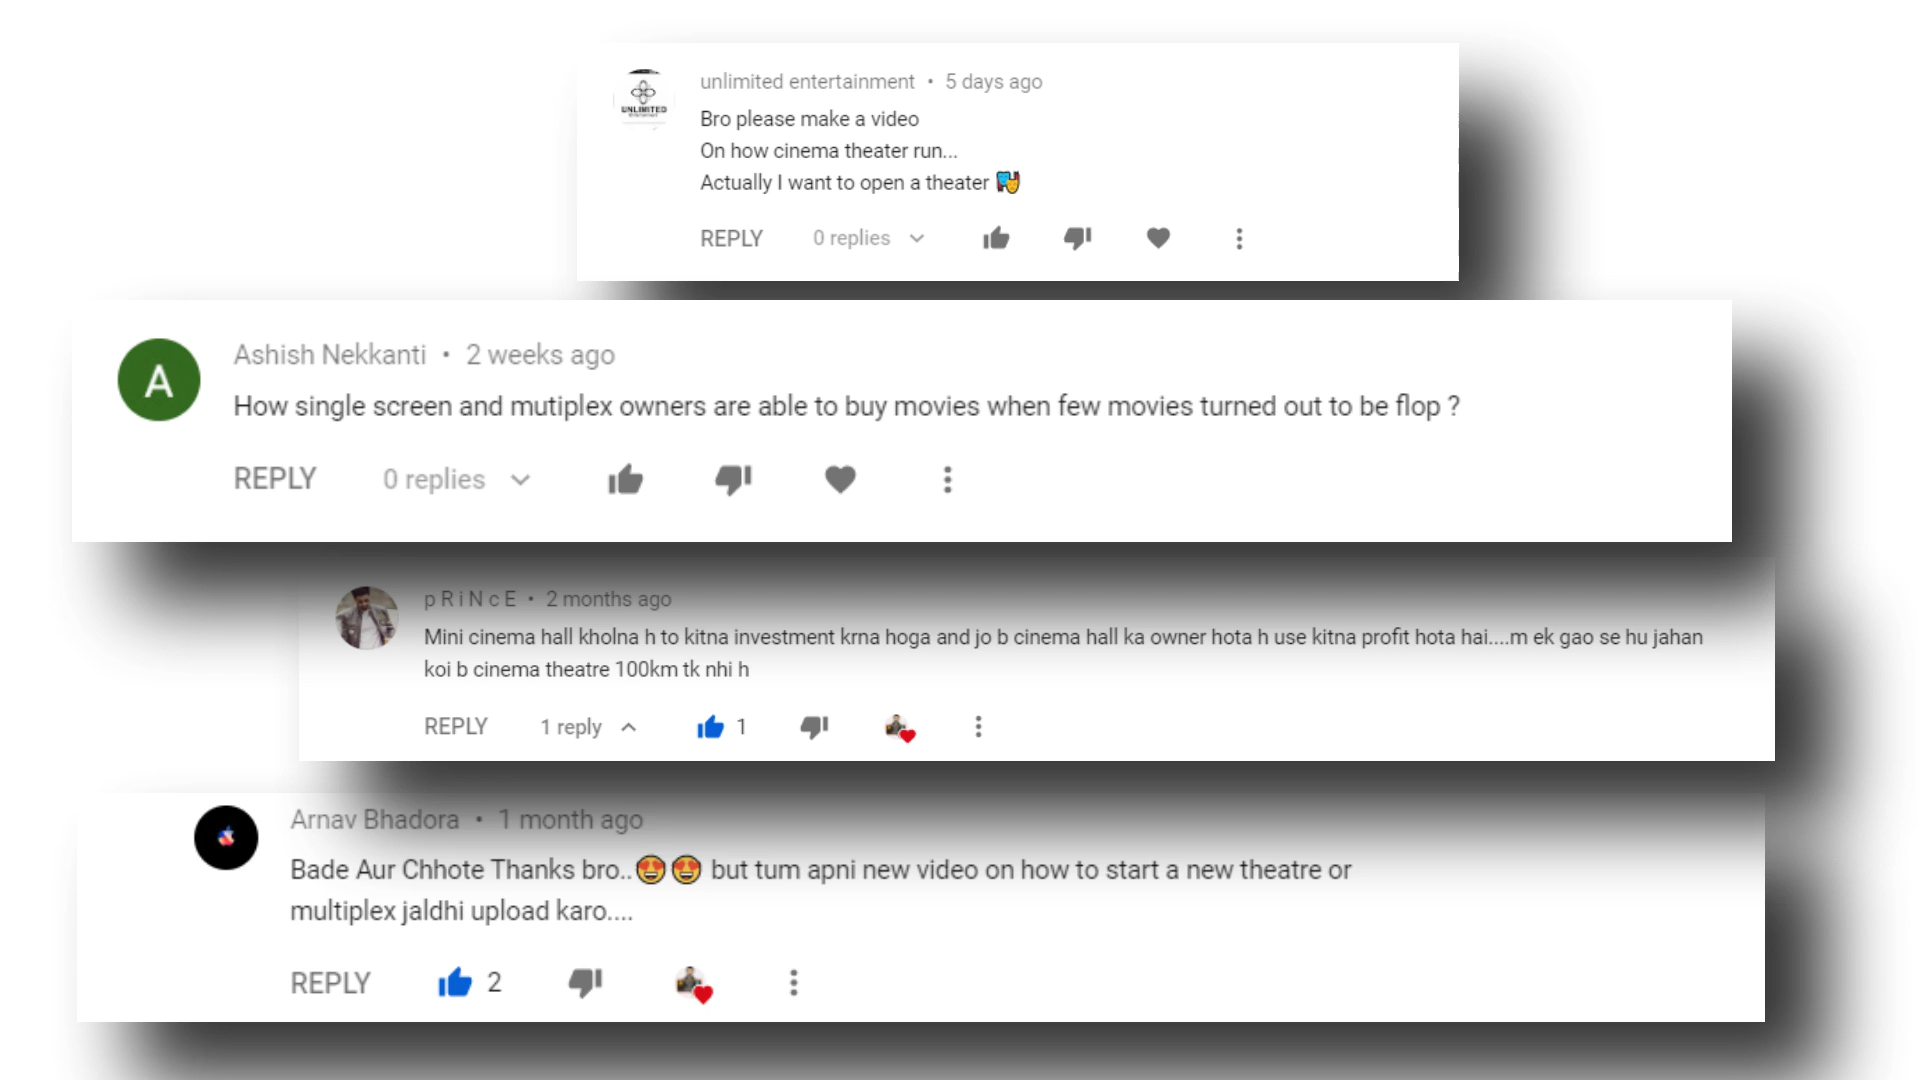 UNLIMITED
unlimited entertainment • 5 days ago
Bro please make a video
On how cinema theater run...
Actually I want to open a theater 🎭
REPLY 0 replies
A
Ashish Nekkanti • 2 weeks ago
How single screen and mutiplex owners are able to buy movies when few movies turned out to be flop ?
REPLY 0 replies
p R i N c E • 2 months ago
Mini cinema hall kholna h to kitna investment krna hoga and jo b cinema hall ka owner hota h use kitna profit hota hai....m ek gao se hu jahan
koi b cinema theatre 100km tk nhi h
REPLY 1 reply 1
Arnav Bhadora • 1 month ago
Bade Aur Chhote Thanks bro..😍😍 but tum apni new video on how to start a new theatre or
multiplex jaldhi upload karo....
REPLY 2